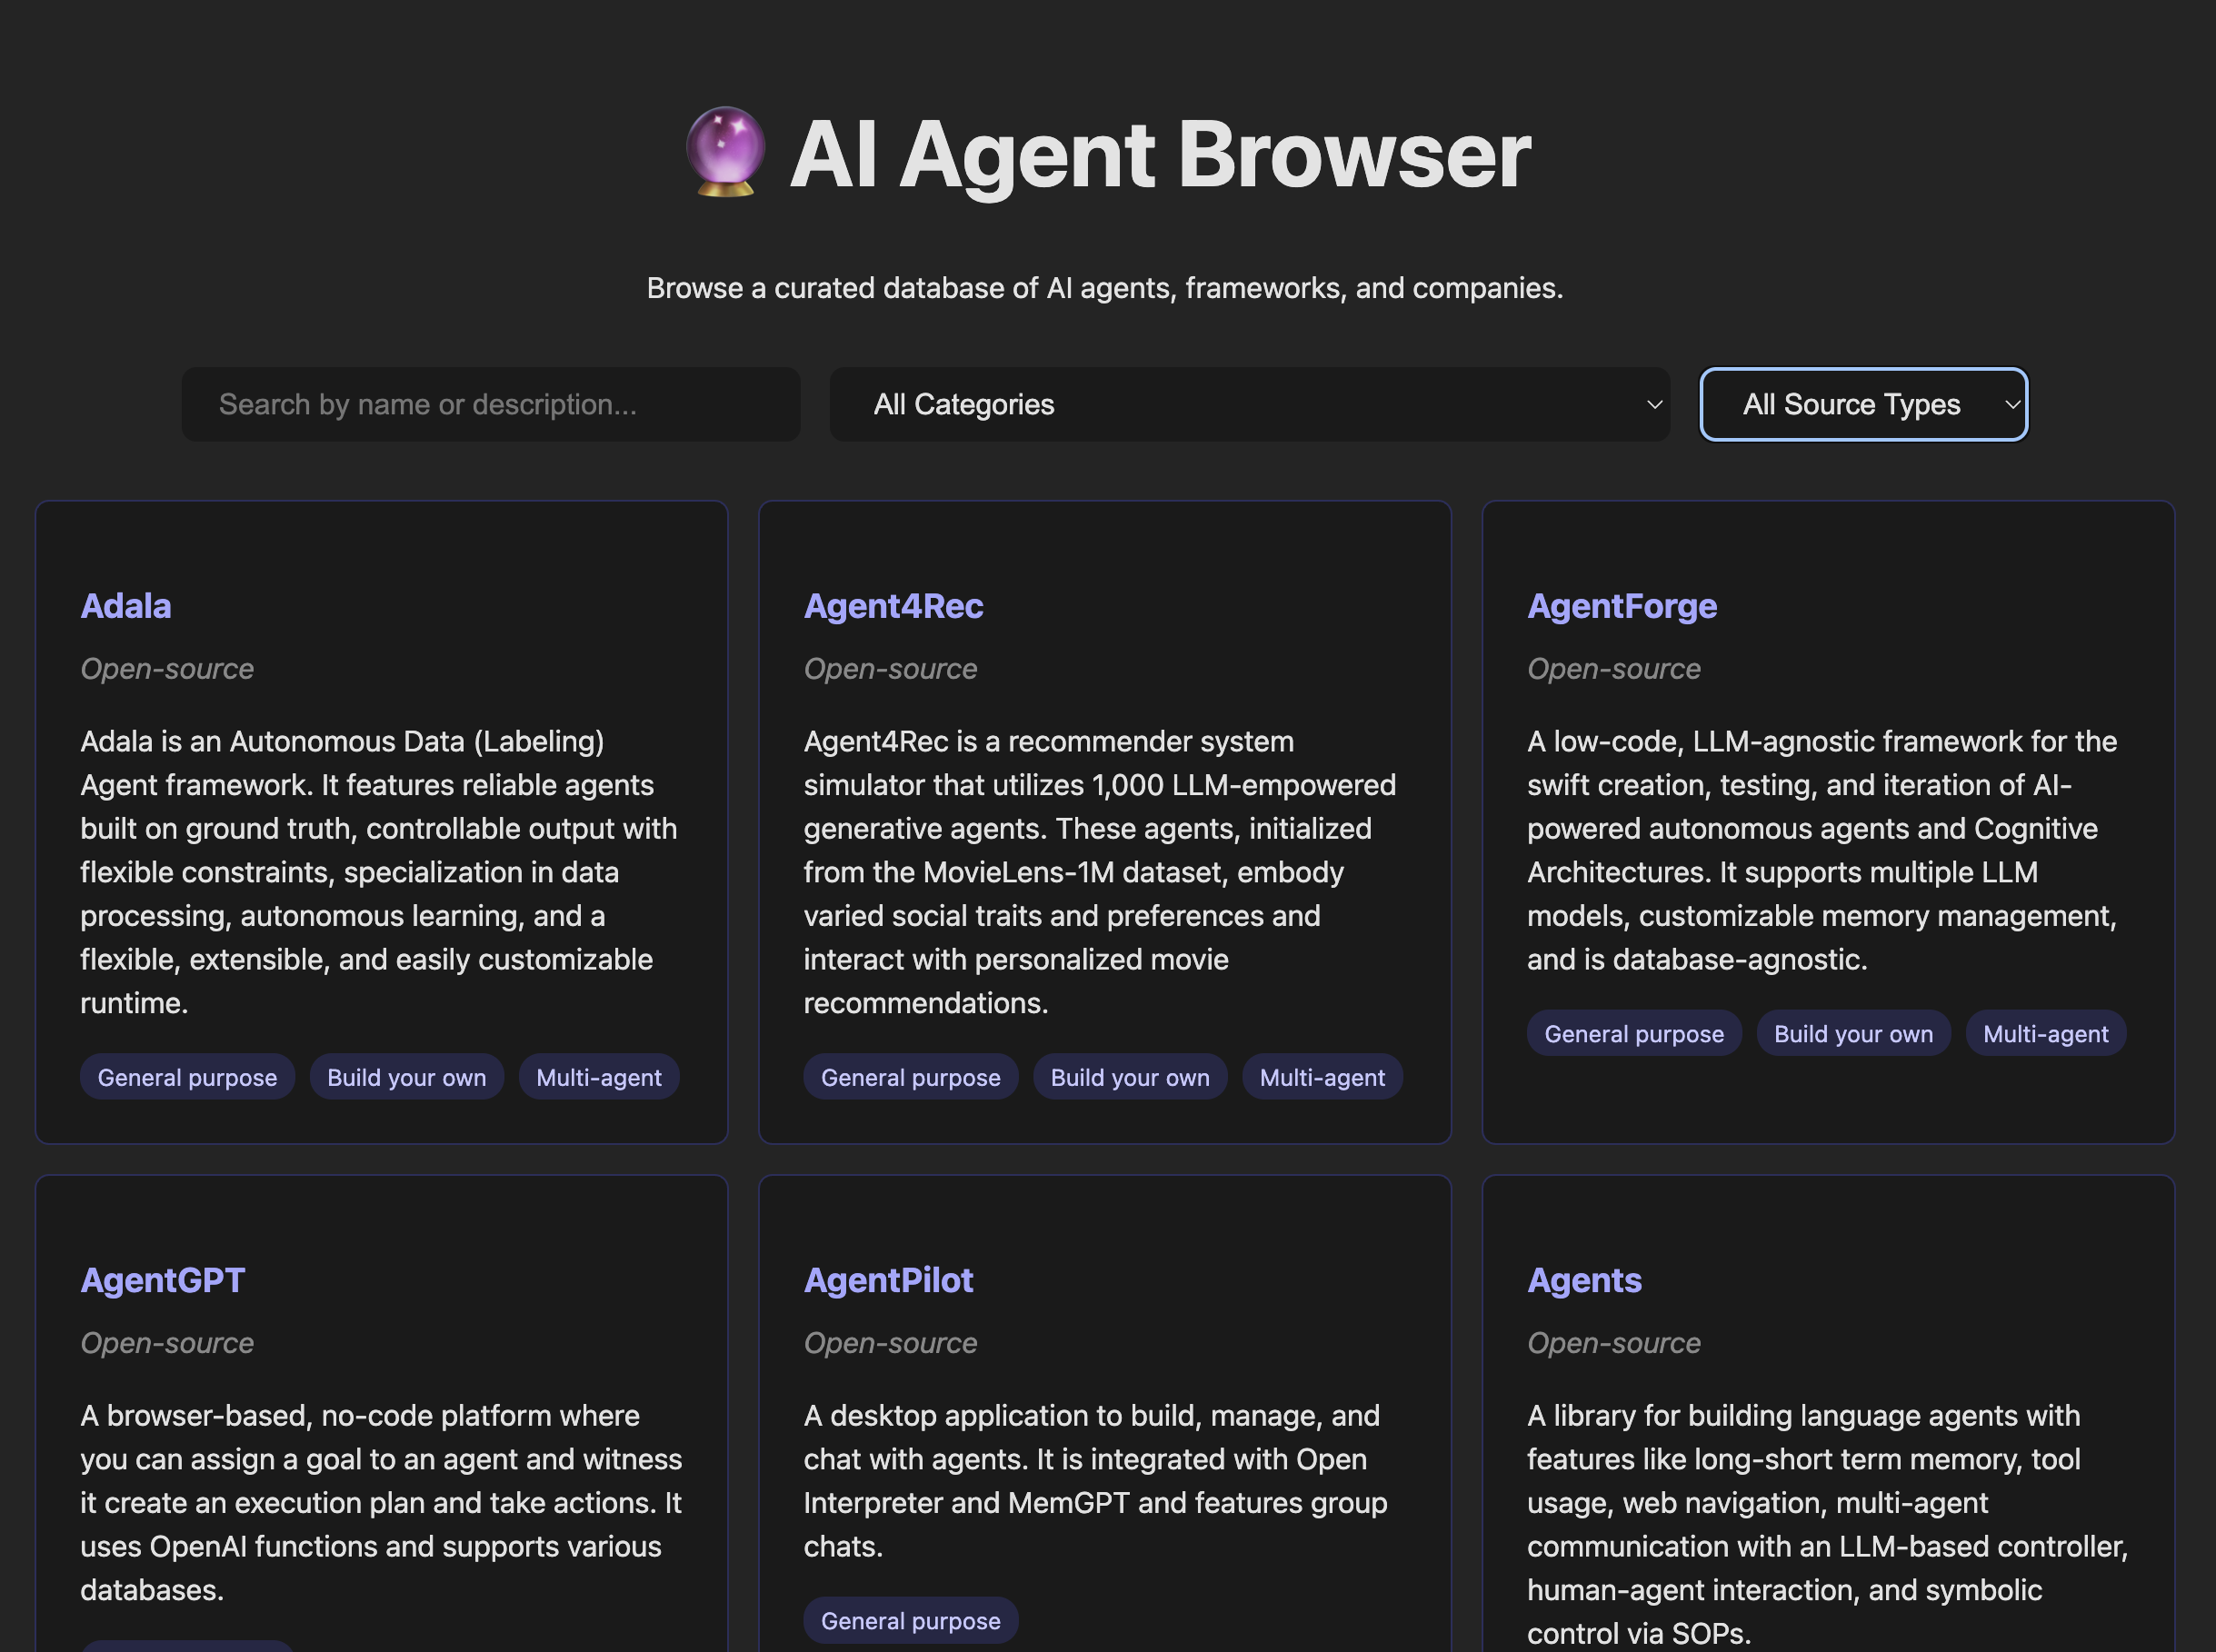 AI Agent Browser
Browse a curated database of AI agents, frameworks, and companies.
Search by name or description...
All Categories
All Source Types
Adala
Open-source
Adala is an Autonomous Data (Labeling)
Agent framework. It features reliable agents
built on ground truth, controllable output with
flexible constraints, specialization in data
processing, autonomous learning, and a
flexible, extensible, and easily customizable
runtime.
General purpose
Build your own
Multi-agent
Agent4Rec
Open-source
Agent4Rec is a recommender system
simulator that utilizes 1,000 LLM-empowered
generative agents. These agents, initialized
from the MovieLens-1M dataset, embody
varied social traits and preferences and
interact with personalized movie
recommendations.
General purpose
Build your own
Multi-agent
AgentForge
Open-source
A low-code, LLM-agnostic framework for the
swift creation, testing, and iteration of AI-
powered autonomous agents and Cognitive
Architectures. It supports multiple LLM
models, customizable memory management,
and is database-agnostic.
General purpose
Build your own
Multi-agent
AgentGPT
Open-source
A browser-based, no-code platform where
you can assign a goal to an agent and witness
it create an execution plan and take actions. It
uses OpenAI functions and supports various
databases.
AgentPilot
Open-source
A desktop application to build, manage, and
chat with agents. It is integrated with Open
Interpreter and MemGPT and features group
chats.
General purpose
Agents
Open-source
A library for building language agents with
features like long-short term memory, tool
usage, web navigation, multi-agent
communication with an LLM-based controller,
human-agent interaction, and symbolic
control via SOPs.